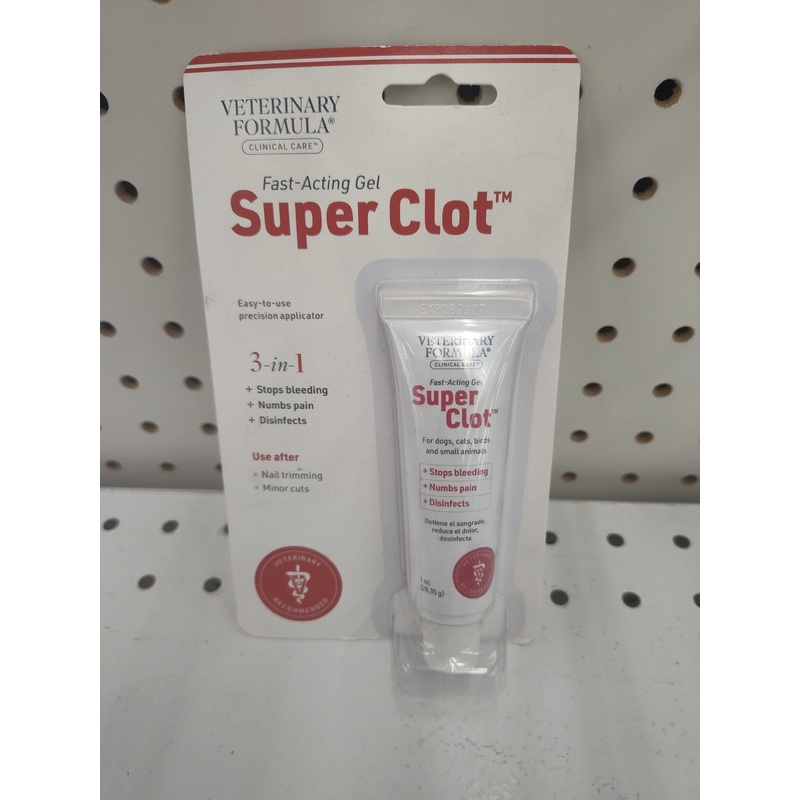 VETERINARY
FORMULA®
CLINICAL CARE™
Fast-Acting Gel
Super Clot™
Easy-to-use
precision applicator
3-in-1
+ Stops bleeding
+ Numbs pain
+ Disinfects
Use after
+ Nail trimming
+ Minor cuts
VETERINARY
RECOMMENDED
VETERINARY
FORMULA®
CLINICAL CARE™
Fast-Acting Gel
Super
Clot™
For dogs, cats, birds
and small animals
+ Stops bleeding
+ Numbs pain
+ Disinfects
Detiene el sangrado,
reduce el dolor,
desinfecta
VETERINARY
RECOMMENDED
1 oz.
(28.35 g)